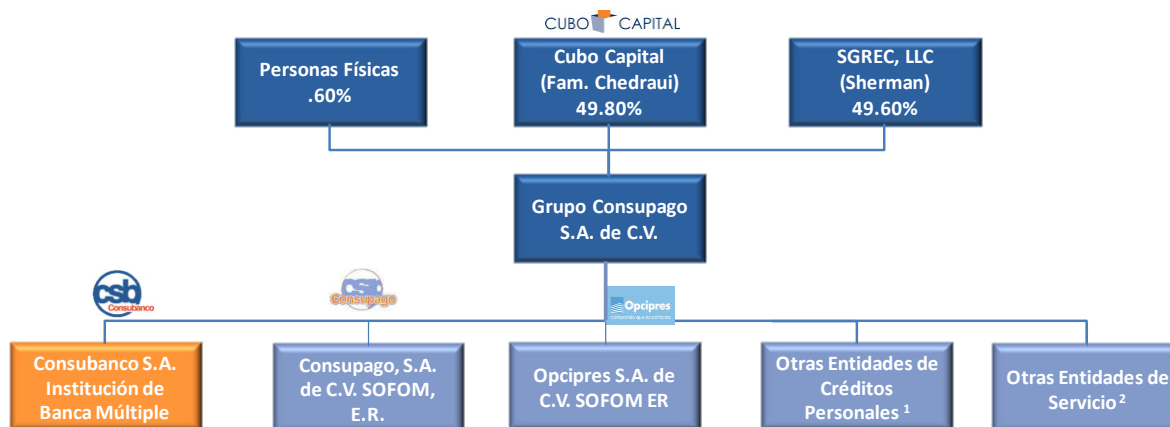 CUBO CAPITAL
Personas Físicas
.60%
Cubo Capital
(Fam. Chedraui)
49.80%
SGREC, LLC
(Sherman)
49.60%
Grupo Consupago
S.A. de C.V.
csb
Consubanco
csb
Consupago
Opcipres
Consubanco S.A.
Institución de
Banca Múltiple
Consupago, S.A.
de C.V. SOFOM,
E.R.
Opcipres S.A. de
C.V. SOFOM ER
Otras Entidades de
Créditos
Personales 1
Otras Entidades de
Servicio 2